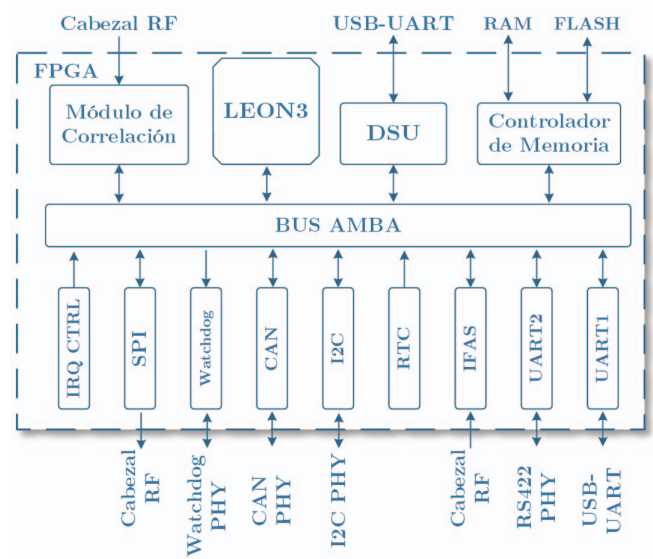 Cabezal RF
USB-UART
RAM
FLASH
FPGA
Módulo de
Correlación
LEON3
DSU
Controlador
de Memoria
BUS AMBA
IRQ CTRL
SPI
Watchdog
CAN
I2C
RTC
IFAS
UART2
UART1
Cabezal
RF
Watchdog
PHY
CAN
PHY
I2C PHY
Cabezal
RF
RS422
PHY
USB-
UART